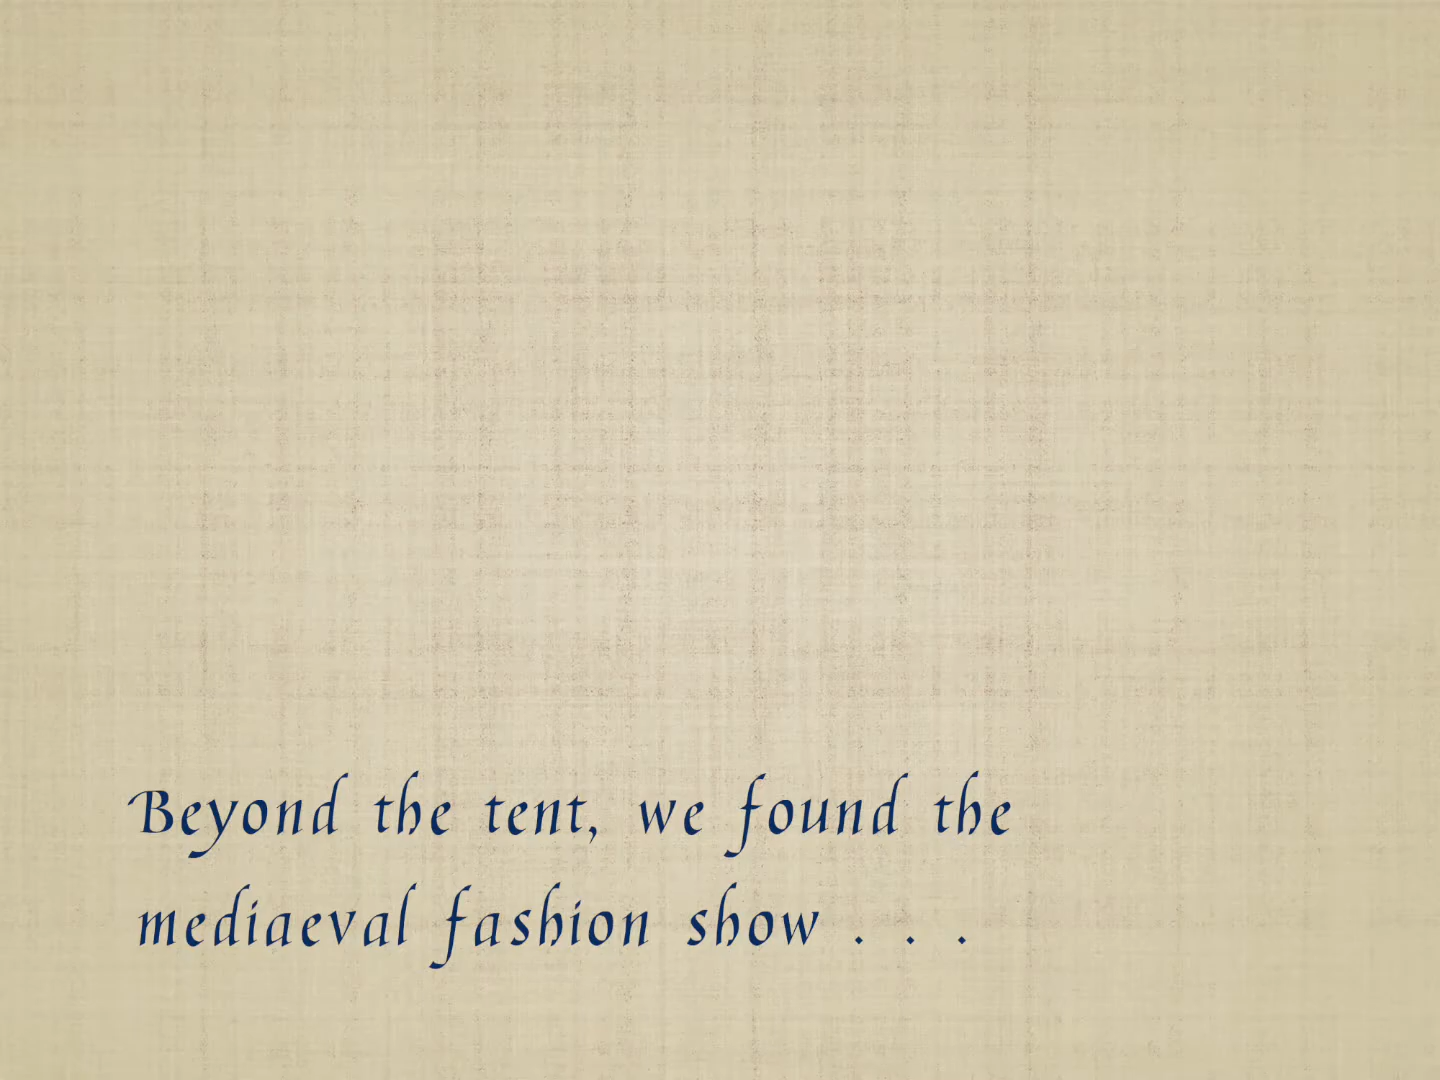 Beyond the tent, we found the
mediaeval fashion show . . .